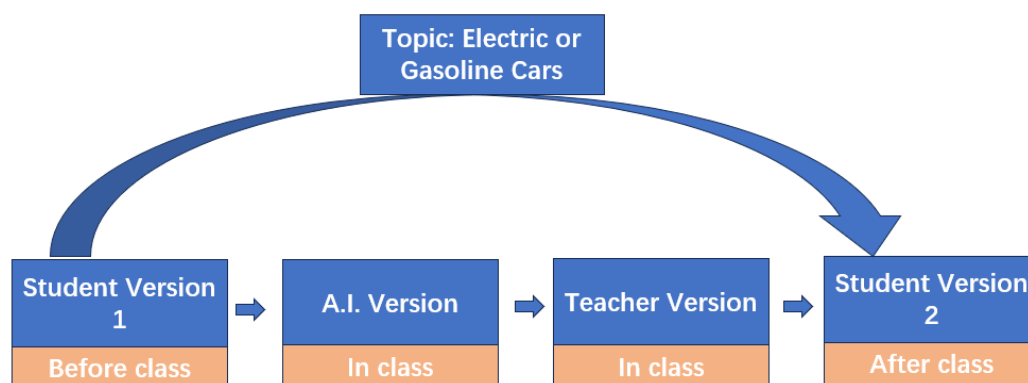 Topic: Electric or
Gasoline Cars
Student Version
1
A.I. Version
Teacher Version
Student Version
2
Before class
In class
In class
After class